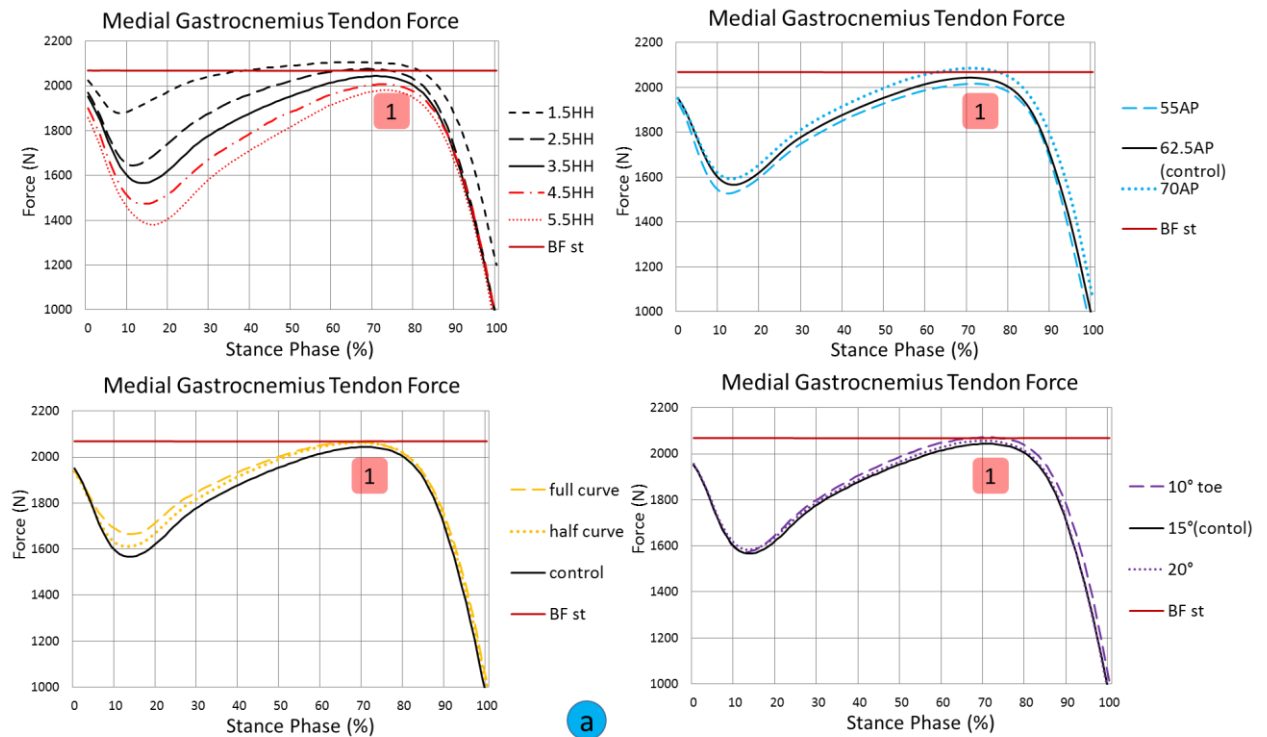 Medial Gastrocnemius Tendon Force
2200
2000
1800
1600
1400
1200
1000
Force (N)
0 10 20 30 40 50 60 70 80 90 100
Stance Phase (%)
1
1.5HH
2.5HH
3.5HH
4.5HH
5.5HH
BF st
Medial Gastrocnemius Tendon Force
2200
2000
1800
1600
1400
1200
1000
Force (N)
0 10 20 30 40 50 60 70 80 90 100
Stance Phase (%)
1
55AP
62.5AP
(control)
70AP
BF st
Medial Gastrocnemius Tendon Force
2200
2000
1800
1600
1400
1200
1000
Force (N)
0 10 20 30 40 50 60 70 80 90 100
Stance Phase (%)
1
full curve
half curve
control
BF st
Medial Gastrocnemius Tendon Force
2200
2000
1800
1600
1400
1200
1000
Force (N)
0 10 20 30 40 50 60 70 80 90 100
Stance Phase (%)
1
10° toe
15°(contol)
20°
BF st
a